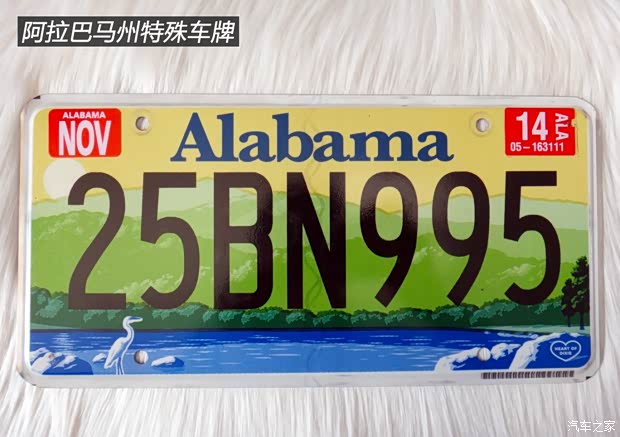 阿拉巴马州特殊车牌
ALABAMA
NOV
Alabama
14
ALA
05-163111
25BN995
HEART OF
DIXIE
汽车之家